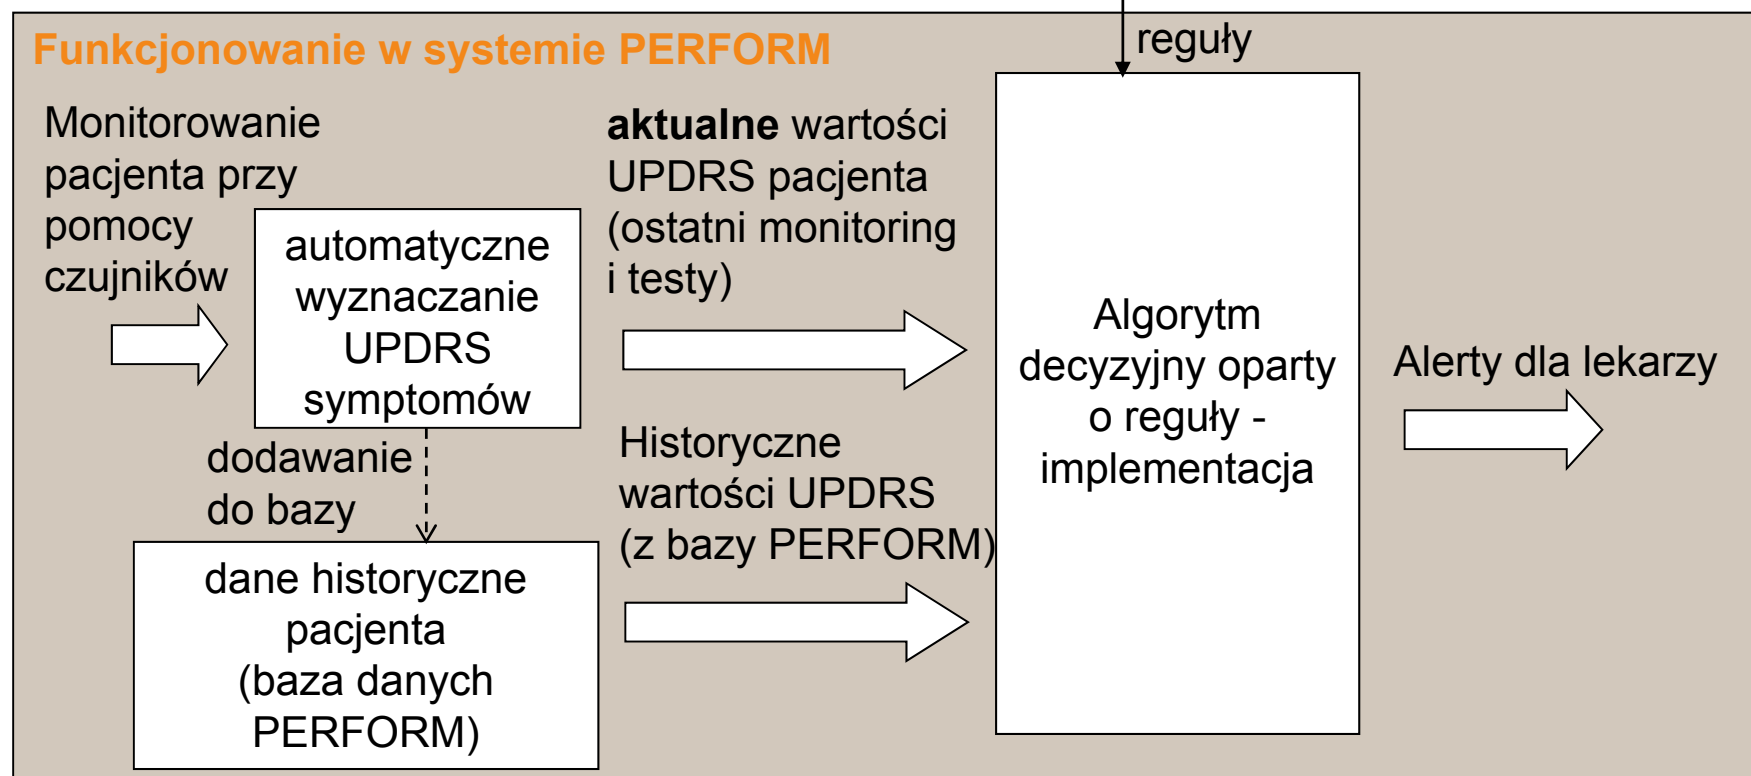 Funkcjonowanie w systemie PERFORM
reguły
Monitorowanie
pacjenta przy
pomocy
czujników
automatyczne
wyznaczanie
UPDRS
symptomów
aktualne wartości
UPDRS pacjenta
(ostatni monitoring
i testy)
Algorytm
decyzyjny oparty
o reguły -
implementacja
Alerty dla lekarzy
dodawanie
do bazy
Historyczne
wartości UPDRS
(z bazy PERFORM)
dane historyczne
pacjenta
(baza danych
PERFORM)